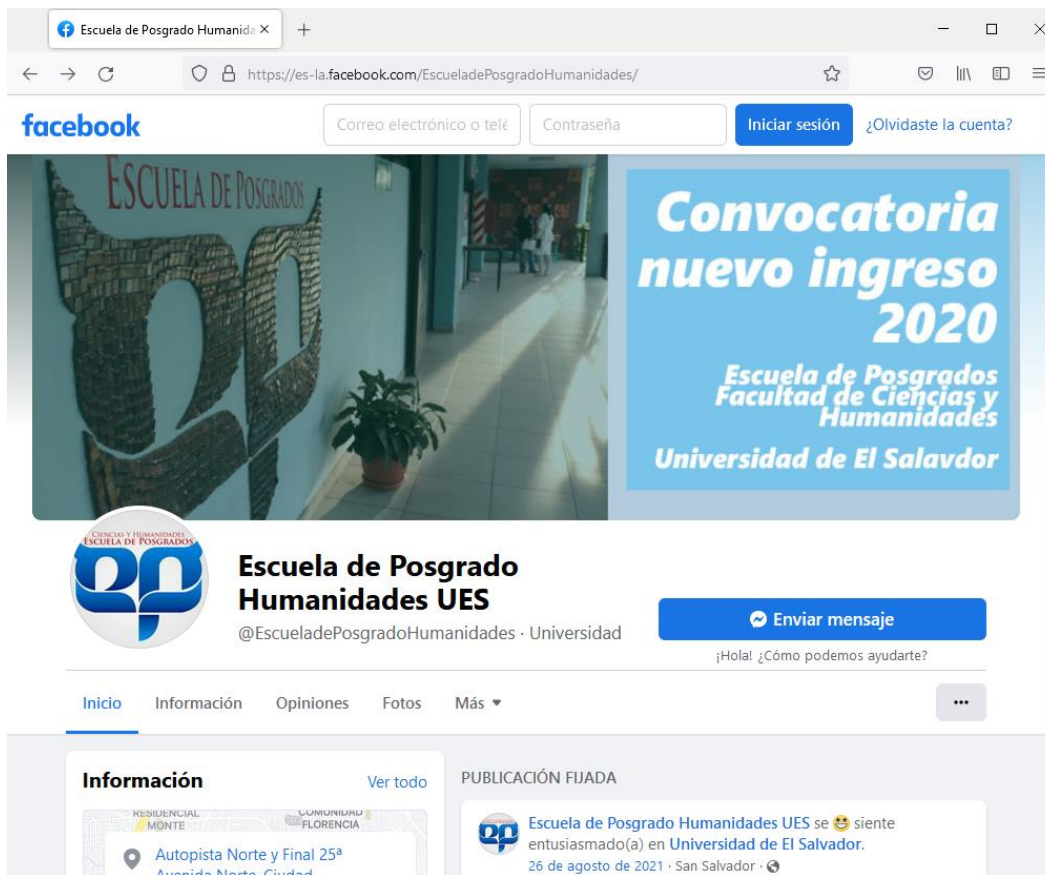 Escuela de Posgrado Humanida
https://es-la.facebook.com/EscueladePosgradoHumanidades/
facebook
Correo electrónico o telé
Contraseña
Iniciar sesión
¿Olvidaste la cuenta?
ESCUELA DE POSGRADOS
Convocatoria
nuevo ingreso
2020
Escuela de Posgrados
Facultad de Ciencias y
Humanidades
Universidad de El Salavdor
CIENCIAS Y HUMANIDADES
ESCUELA DE POSGRADOS
Escuela de Posgrado
Humanidades UES
@EscueladePosgradoHumanidades · Universidad
Enviar mensaje
¡Hola! ¿Cómo podemos ayudarte?
Inicio Información Opiniones Fotos Más
Información
Ver todo
RESIDENCIAL
MONTE
COMUNIDAD
FLORENCIA
Autopista Norte y Final 25ª
Avenida Norte, Ciudad
PUBLICACIÓN FIJADA
Escuela de Posgrado Humanidades UES se 😆 siente
entusiasmado(a) en Universidad de El Salvador.
26 de agosto de 2021 · San Salvador ·